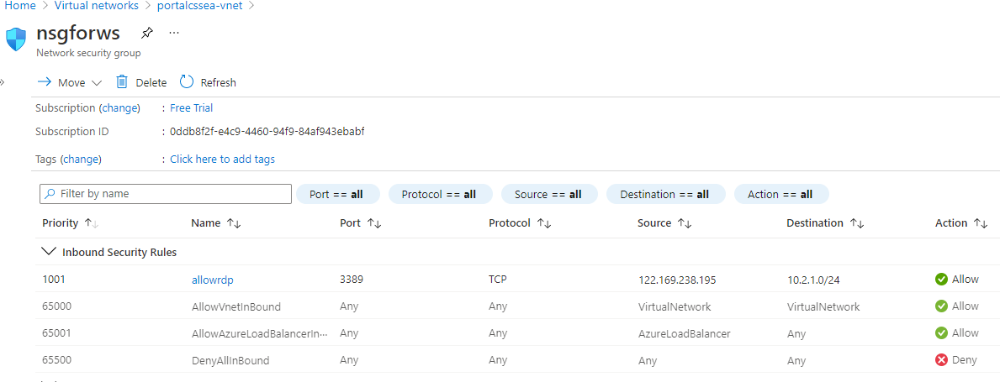 Home > Virtual networks > portalcssea-vnet >
nsgforws
...
Network security group
»
Move Delete Refresh
Subscription (change) : Free Trial
Subscription ID : 0ddb8f2f-e4c9-4460-94f9-84af943ebabf
Tags (change) : Click here to add tags
Filter by name Port == all Protocol == all Source == all Destination == all Action == all
Priority Name Port Protocol Source Destination Action
Inbound Security Rules
1001 allowrdp 3389 TCP 122.169.238.195 10.2.1.0/24 Allow
65000 AllowVnetInBound Any Any VirtualNetwork VirtualNetwork Allow
65001 AllowAzureLoadBalancerIn··· Any Any AzureLoadBalancer Any Allow
65500 DenyAllInBound Any Any Any Any Deny